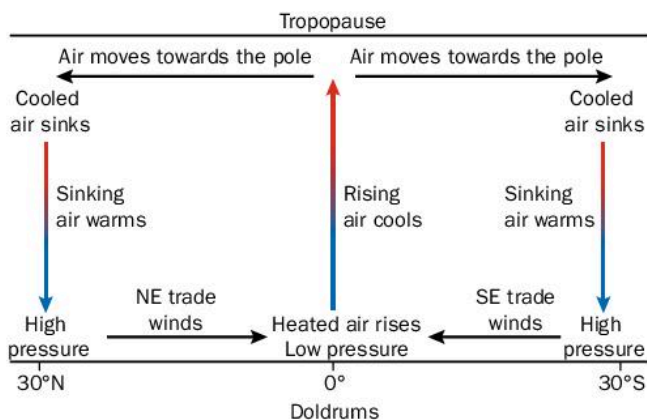 Tropopause
Air moves towards the pole
Air moves towards the pole
Cooled
air sinks
Cooled
air sinks
Sinking
air warms
Rising
air cools
Sinking
air warms
NE trade
winds
SE trade
winds
High
pressure
Heated air rises
Low pressure
High
pressure
30°N
0°
30°S
Doldrums